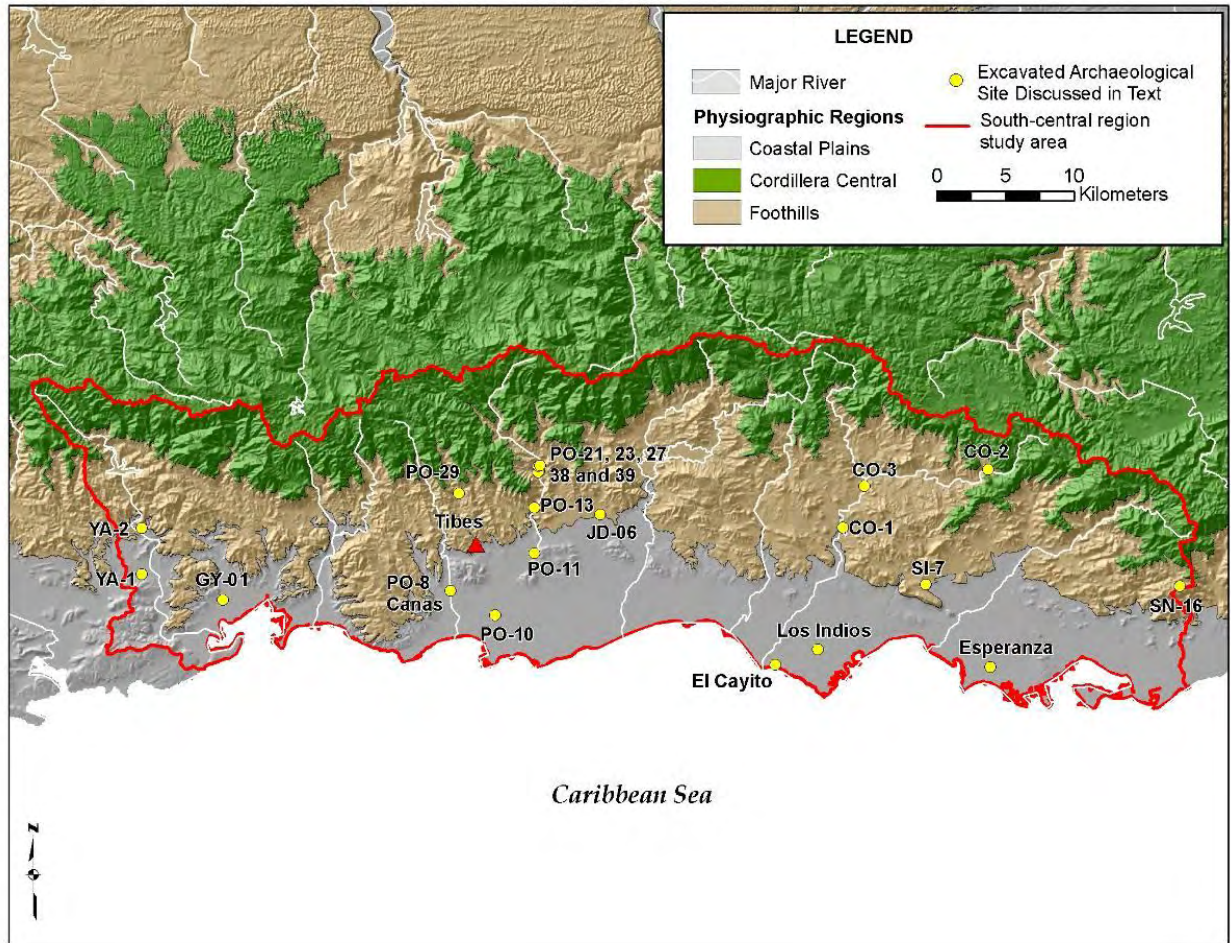 LEGEND
Major River
Physiographic Regions
Coastal Plains
Cordillera Central
Foothills
Excavated Archaeological
Site Discussed in Text
South-central region
study area
0 5 10
Kilometers
PO-21, 23, 27
38 and 39
PO-29
CO-2
CO-3
PO-13
Tibes
JD-06
YA-2
CO-1
PO-11
YA-1
GY-01
PO-8
Canas
SI-7
SN-16
PO-10
Los Indios
Esperanza
El Cayito
Caribbean Sea
N